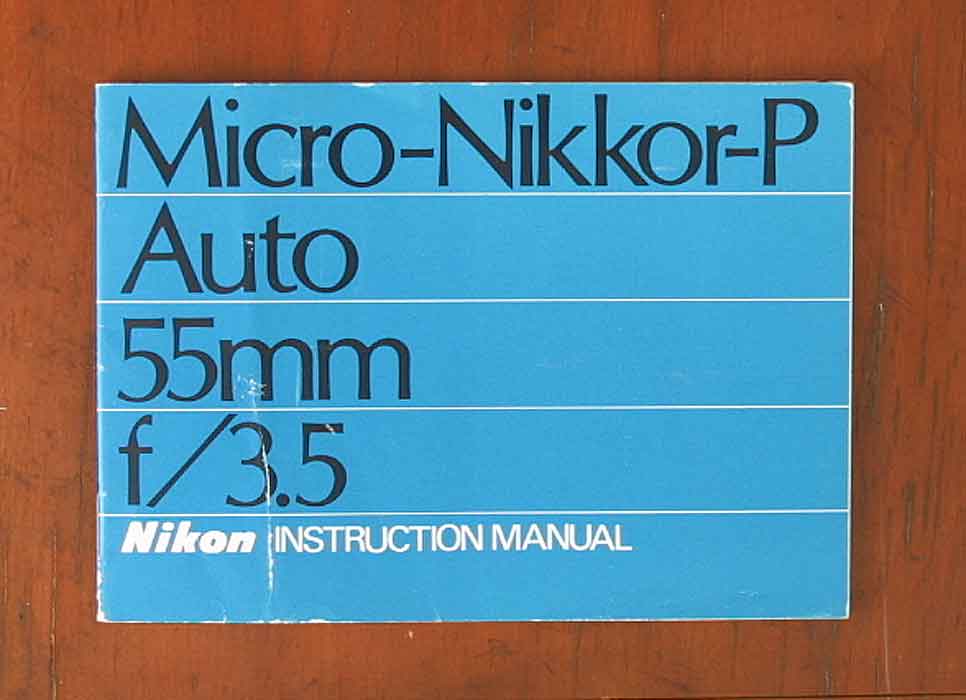 Micro-Nikkor-P
Auto
55mm
f/3.5
Nikon INSTRUCTION MANUAL